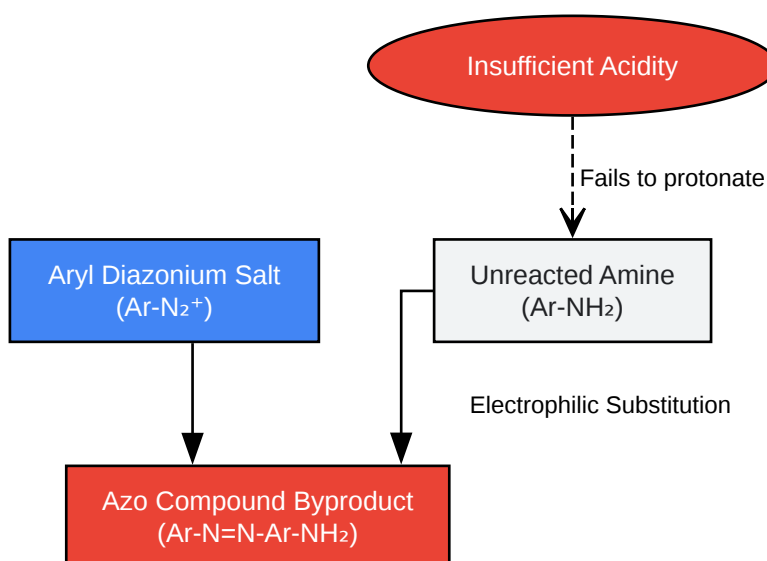 Insufficient Acidity
Fails to protonate
Aryl Diazonium Salt
(Ar-N₂⁺)
Unreacted Amine
(Ar-NH₂)
Electrophilic Substitution
Azo Compound Byproduct
(Ar-N=N-Ar-NH₂)